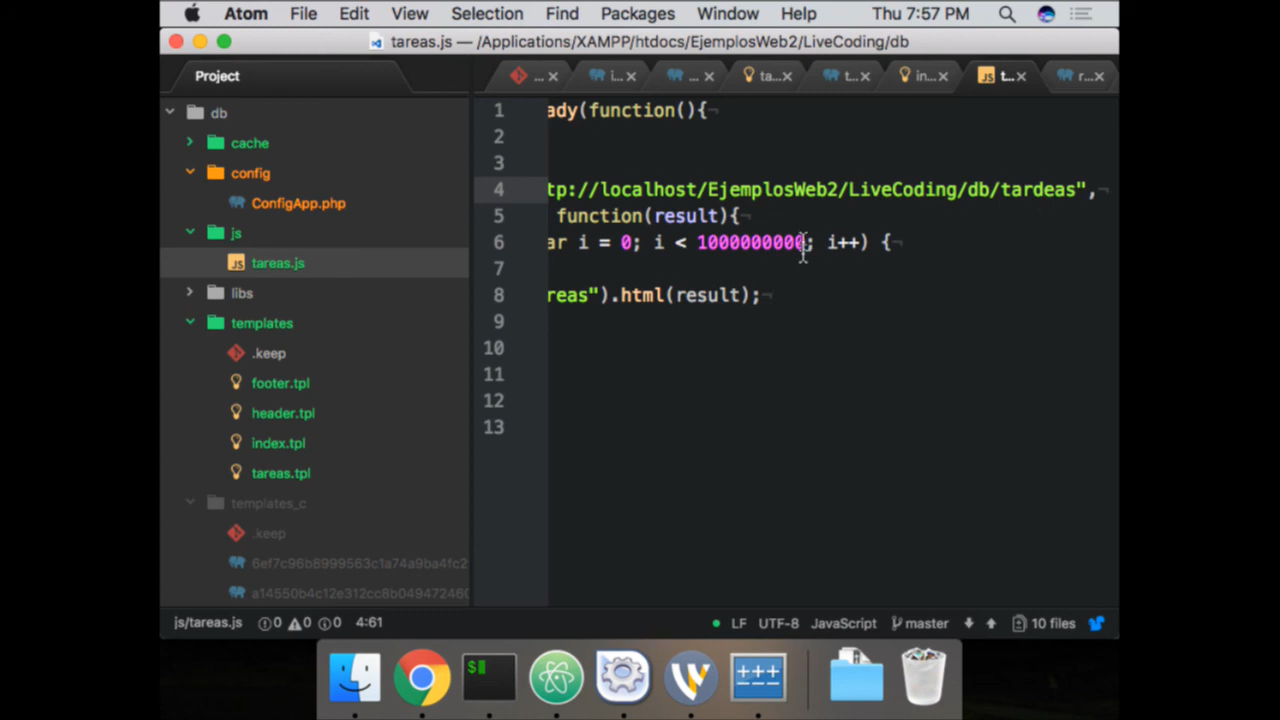 Atom File Edit View Selection Find Packages Window Help Thu 7:57 PM
tareas.js — /Applications/XAMPP/htdocs/EjemplosWeb2/LiveCoding/db
Project
... i... ... ta... t... in... t... r...
db
cache
config
ConfigApp.php
js
tareas.js
libs
templates
.keep
footer.tpl
header.tpl
index.tpl
tareas.tpl
templates_c
.keep
6ef7c96b8999563c1a74a9ba4fc2
a14550b4c12e312cc8b049472460
1 ady(function(){¬
2
3
4 tp://localhost/EjemplosWeb2/LiveCoding/db/tardeas",¬
5 function(result){¬
6 ar i = 0; i < 1000000000; i++) {¬
7
8 reas").html(result);¬
9
10
11
12
13
js/tareas.js 0 0 0 4:61 LF UTF-8 JavaScript master 10 files
$
+++